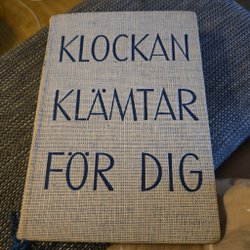 KLOCKAN
KLÄMTAR
FÖR DIG